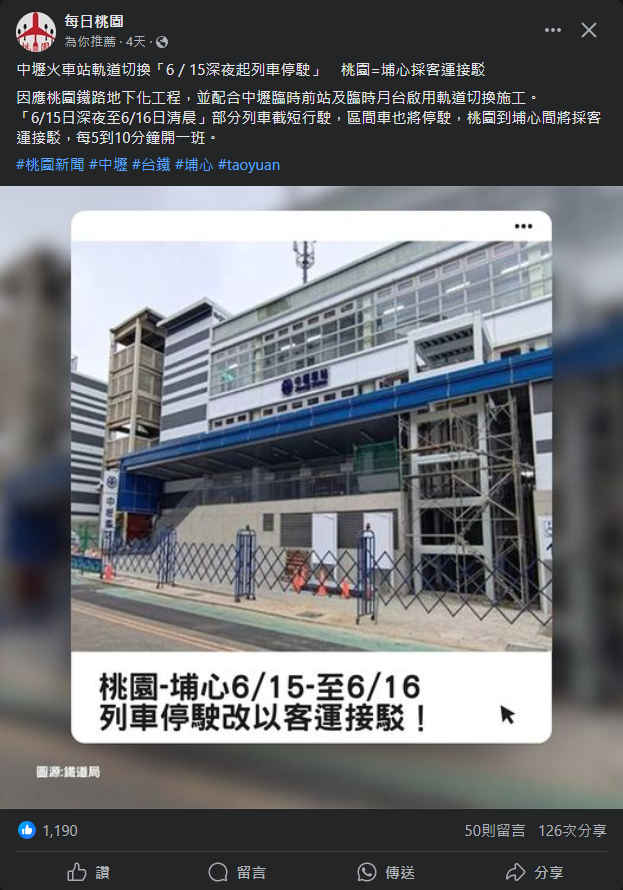 每日桃園
為你推薦 · 4天 ·
中壢火車站軌道切換「6 / 15深夜起列車停駛」　桃園=埔心採客運接駁
因應桃園鐵路地下化工程，並配合中壢臨時前站及臨時月台啟用軌道切換施工。
「6/15日深夜至6/16日清晨」部分列車截短行駛，區間車也將停駛，桃園到埔心間將採客
運接駁，每5到10分鐘開一班。
#桃園新聞 #中壢 #台鐵 #埔心 #taoyuan
中壢車站
中壢車
桃園-埔心6/15-至6/16
列車停駛改以客運接駁！
圖源:鐵道局
1,190
50則留言 126次分享
讚 留言 傳送 分享